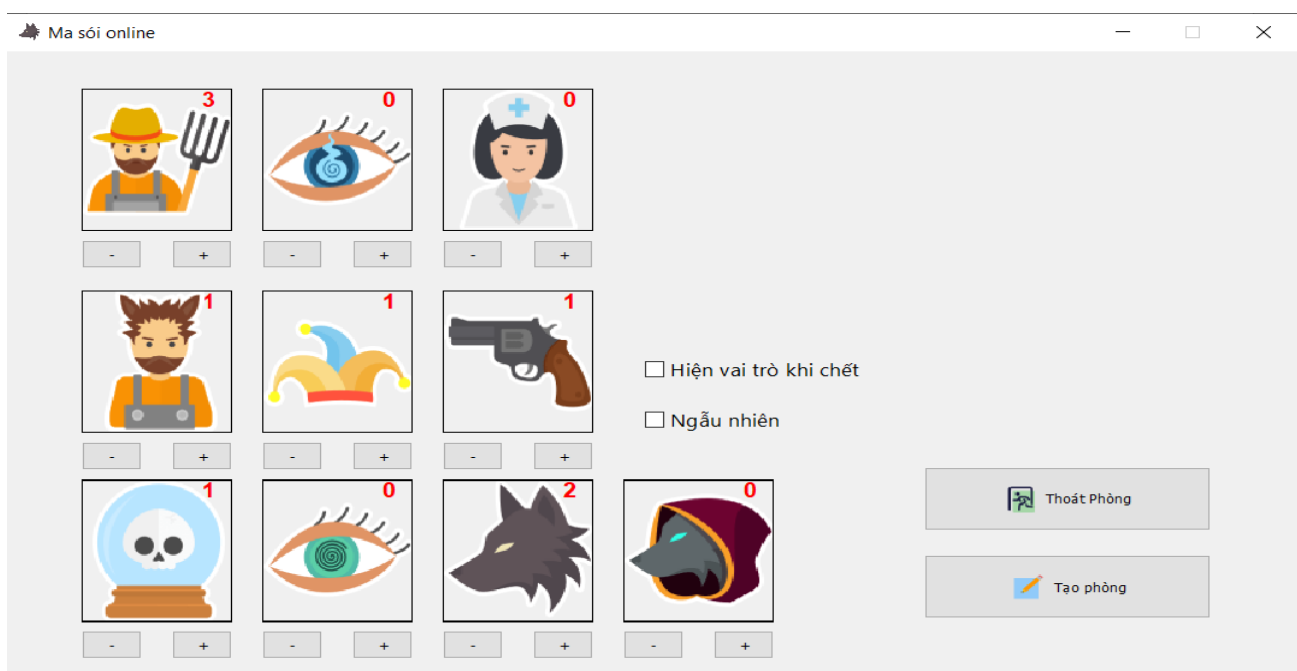 Ma sói online
3 0 0
- + - + - +
1 1 1
Hiện vai trò khi chết
Ngẫu nhiên
- + - + - +
1 0 2 0
Thoát Phòng
Tạo phòng
- + - + - + - +